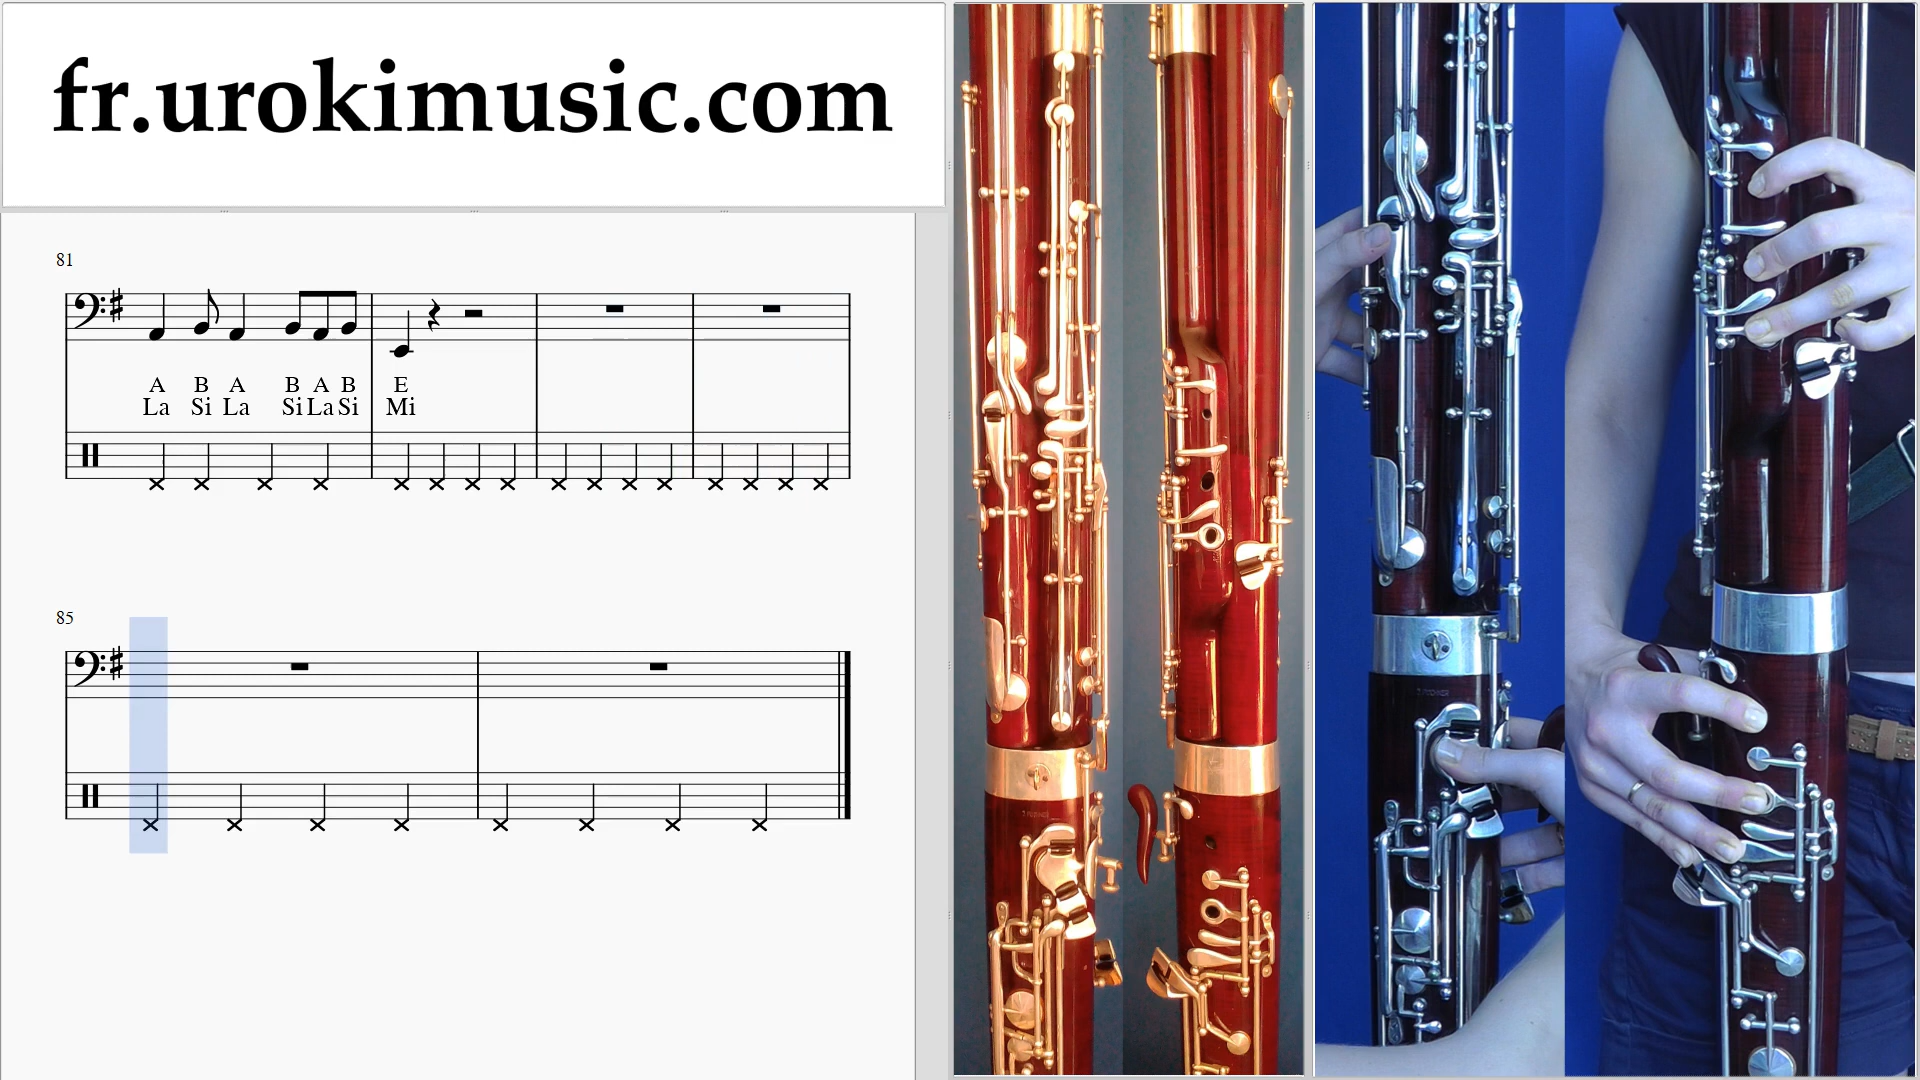 fr.urokimusic.com
81
A B A B A B E
La Si La Si La Si Mi
85